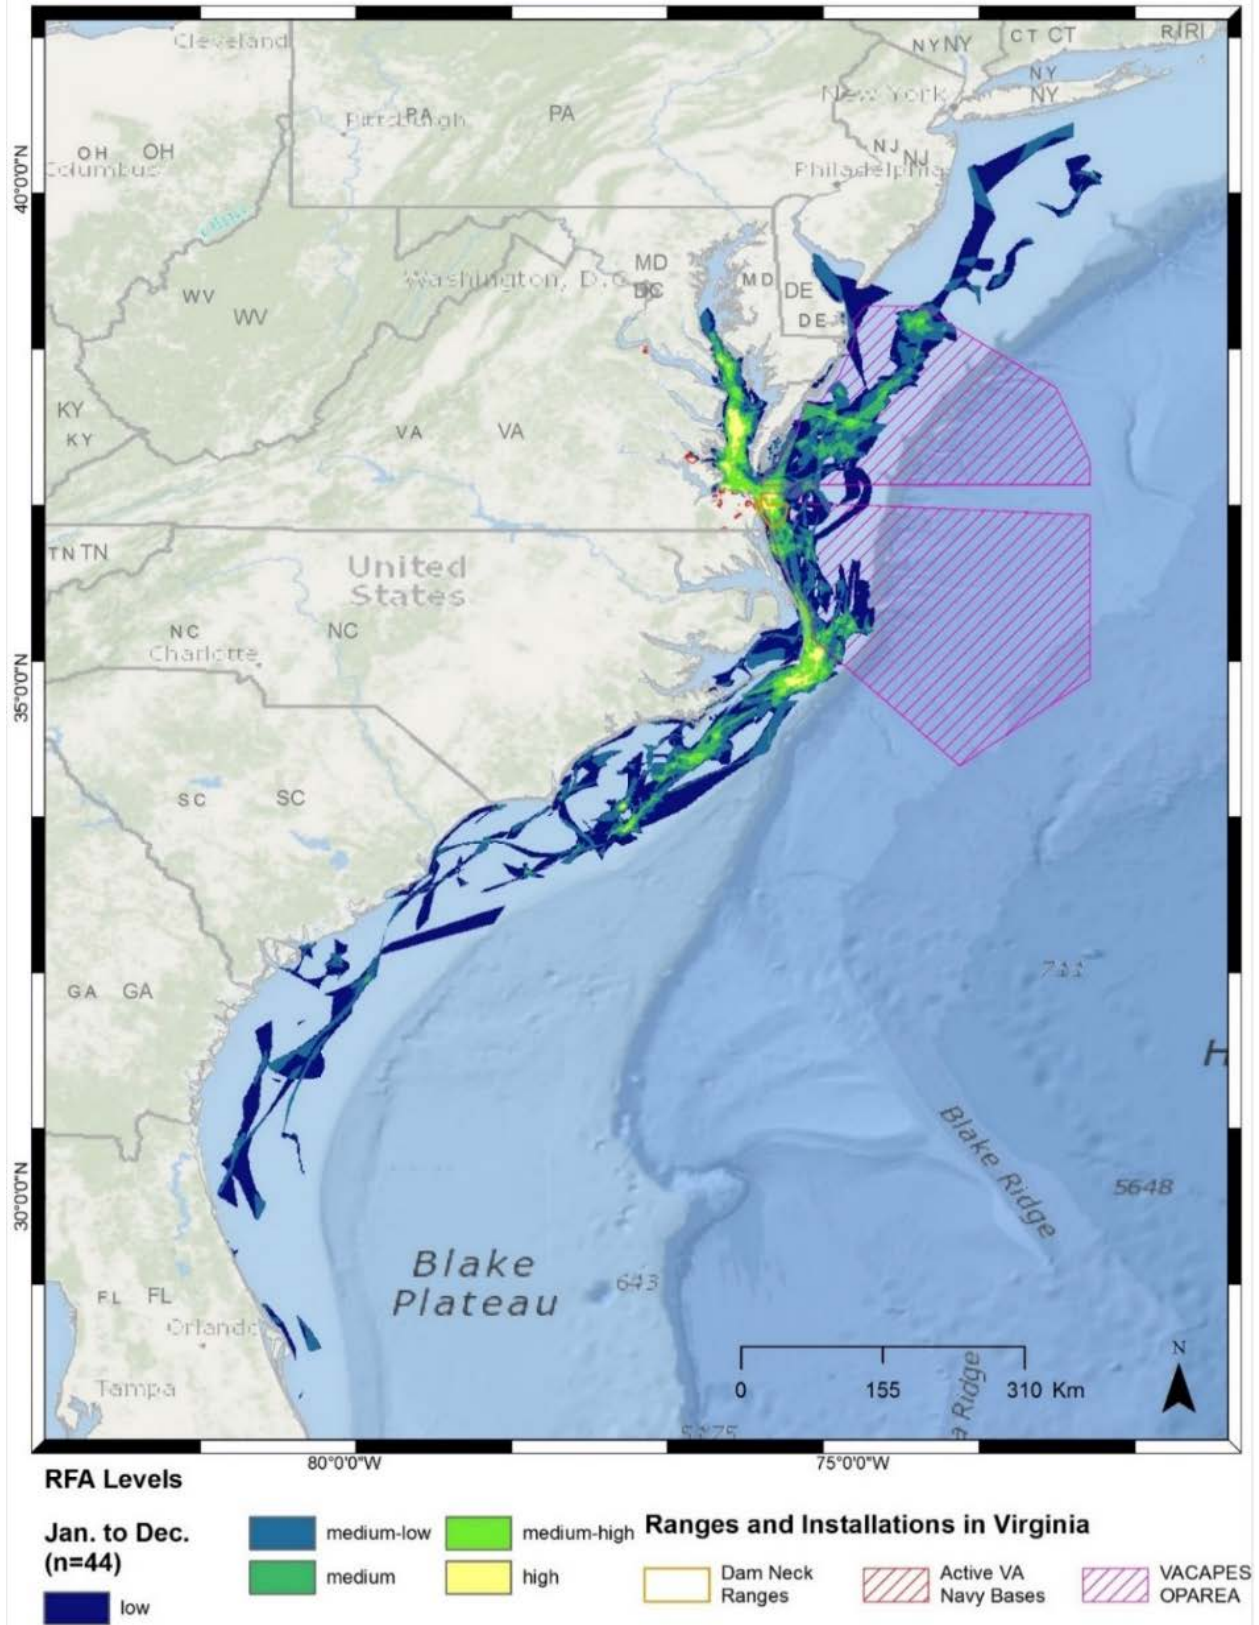 Cleveland
NY NY
CT CT
RI RI
NY
NY
New York
PA
PA
Pittsburgh
OH OH
Columbus
NJ NJ
Philadelphia
MD
MD
Washington, D.C.
DC
DE
DE
WV
WV
KY
KY
VA VA
TN TN
United
States
NC NC
Charlotte
SC SC
GA GA
711
H
Blake Ridge
5648
Blake
Plateau
643
FL FL
Orlando
Tampa
N
0 155 310 Km
a Ridge
40°0'0"N
35°0'0"N
30°0'0"N
80°0'0"W 75°0'0"W
RFA Levels
Jan. to Dec.
(n=44)
low
medium-low
medium
medium-high
high
Ranges and Installations in Virginia
Dam Neck
Ranges
Active VA
Navy Bases
VACAPES
OPAREA